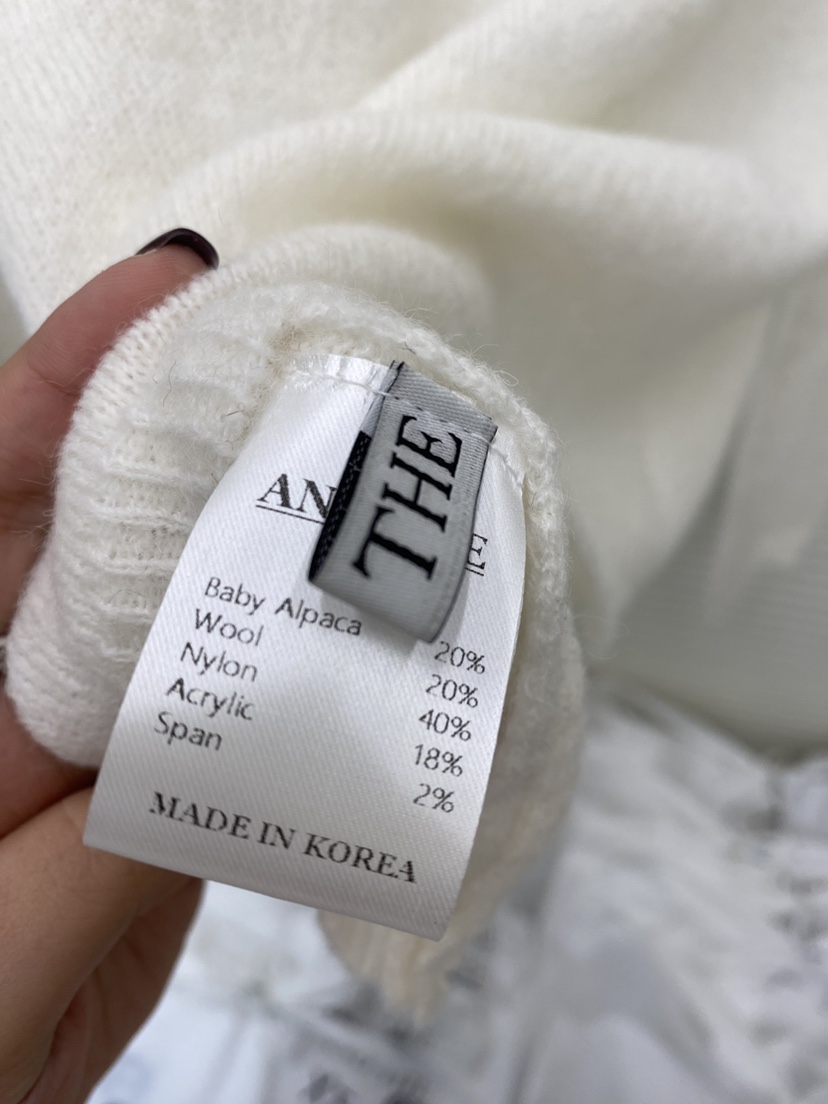 THE
Baby Alpaca 20%
Wool 20%
Nylon 40%
Acrylic 18%
Span 2%
MADE IN KOREA